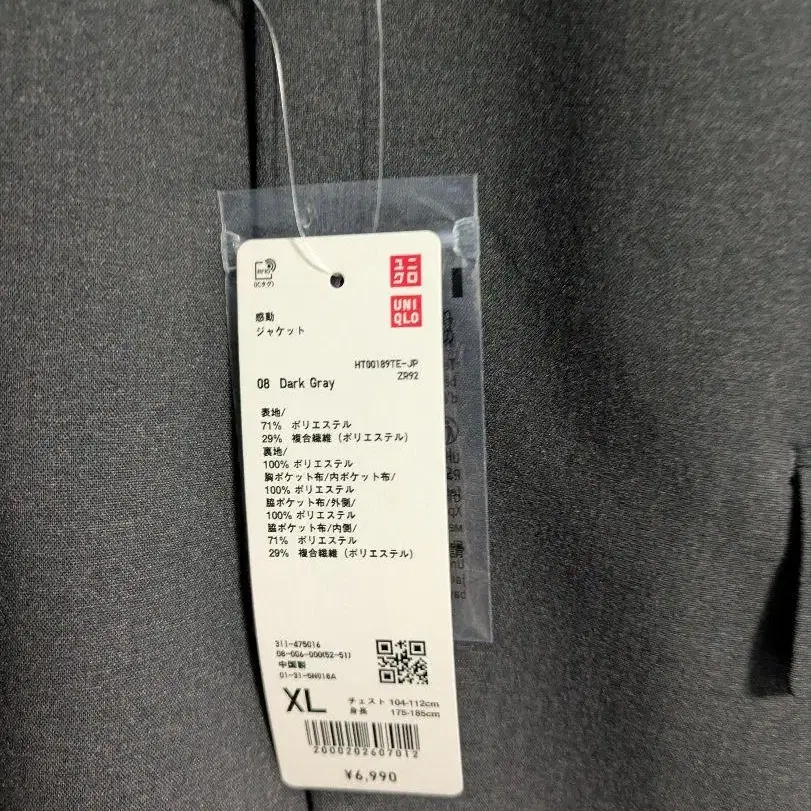 RFID
(ICタグ)
ユニクロ
UNIQLO
感動
ジャケット
HT00189TE-JP
ZR92
08 Dark Gray
表地/
71% ポリエステル
29% 複合繊維(ポリエステル)
裏地/
100% ポリエステル
胸ポケット布/内ポケット布/
100% ポリエステル
脇ポケット布/外側/
100% ポリエステル
脇ポケット布/内側/
71% ポリエステル
29% 複合繊維(ポリエステル)
311-475016
08-006-000(52-51)
中国製
01-31-5N018A
XL
チェスト 104-112cm
身長 175-185cm
2000202607012
¥6,990